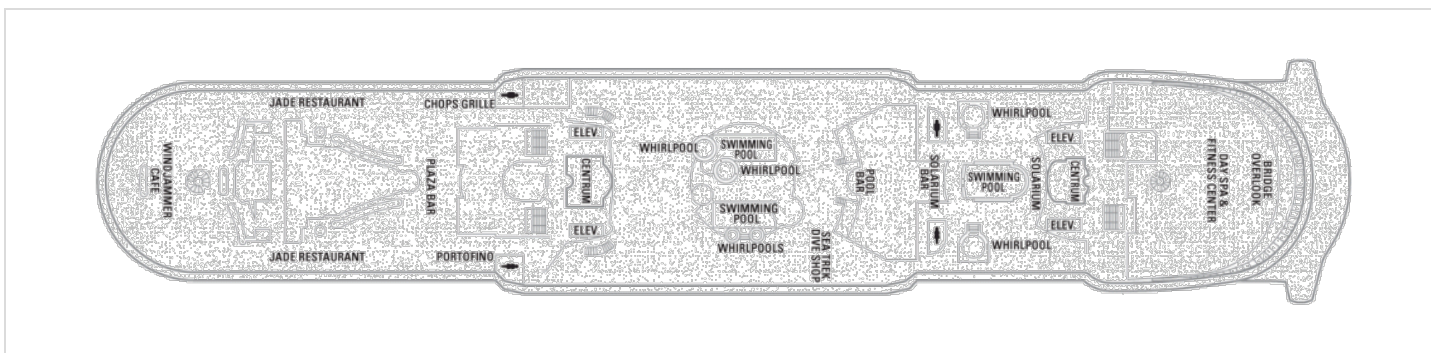 JADE RESTAURANT
CHOPS GRILLE
WINDJAMMER
CAFE
PLAZA BAR
JADE RESTAURANT
PORTOFINO
ELEV.
CENTRUM
ELEV.
WHIRLPOOL
SWIMMING
POOL
WHIRLPOOL
SWIMMING
POOL
WHIRLPOOLS
SEA TREK
DIVE SHOP
POOL
BAR
SOLARIUM
BAR
WHIRLPOOL
SWIMMING
POOL
WHIRLPOOL
SOLARIUM
ELEV.
CENTRUM
ELEV.
DAY SPA &
FITNESS CENTER
BRIDGE
OVERLOOK